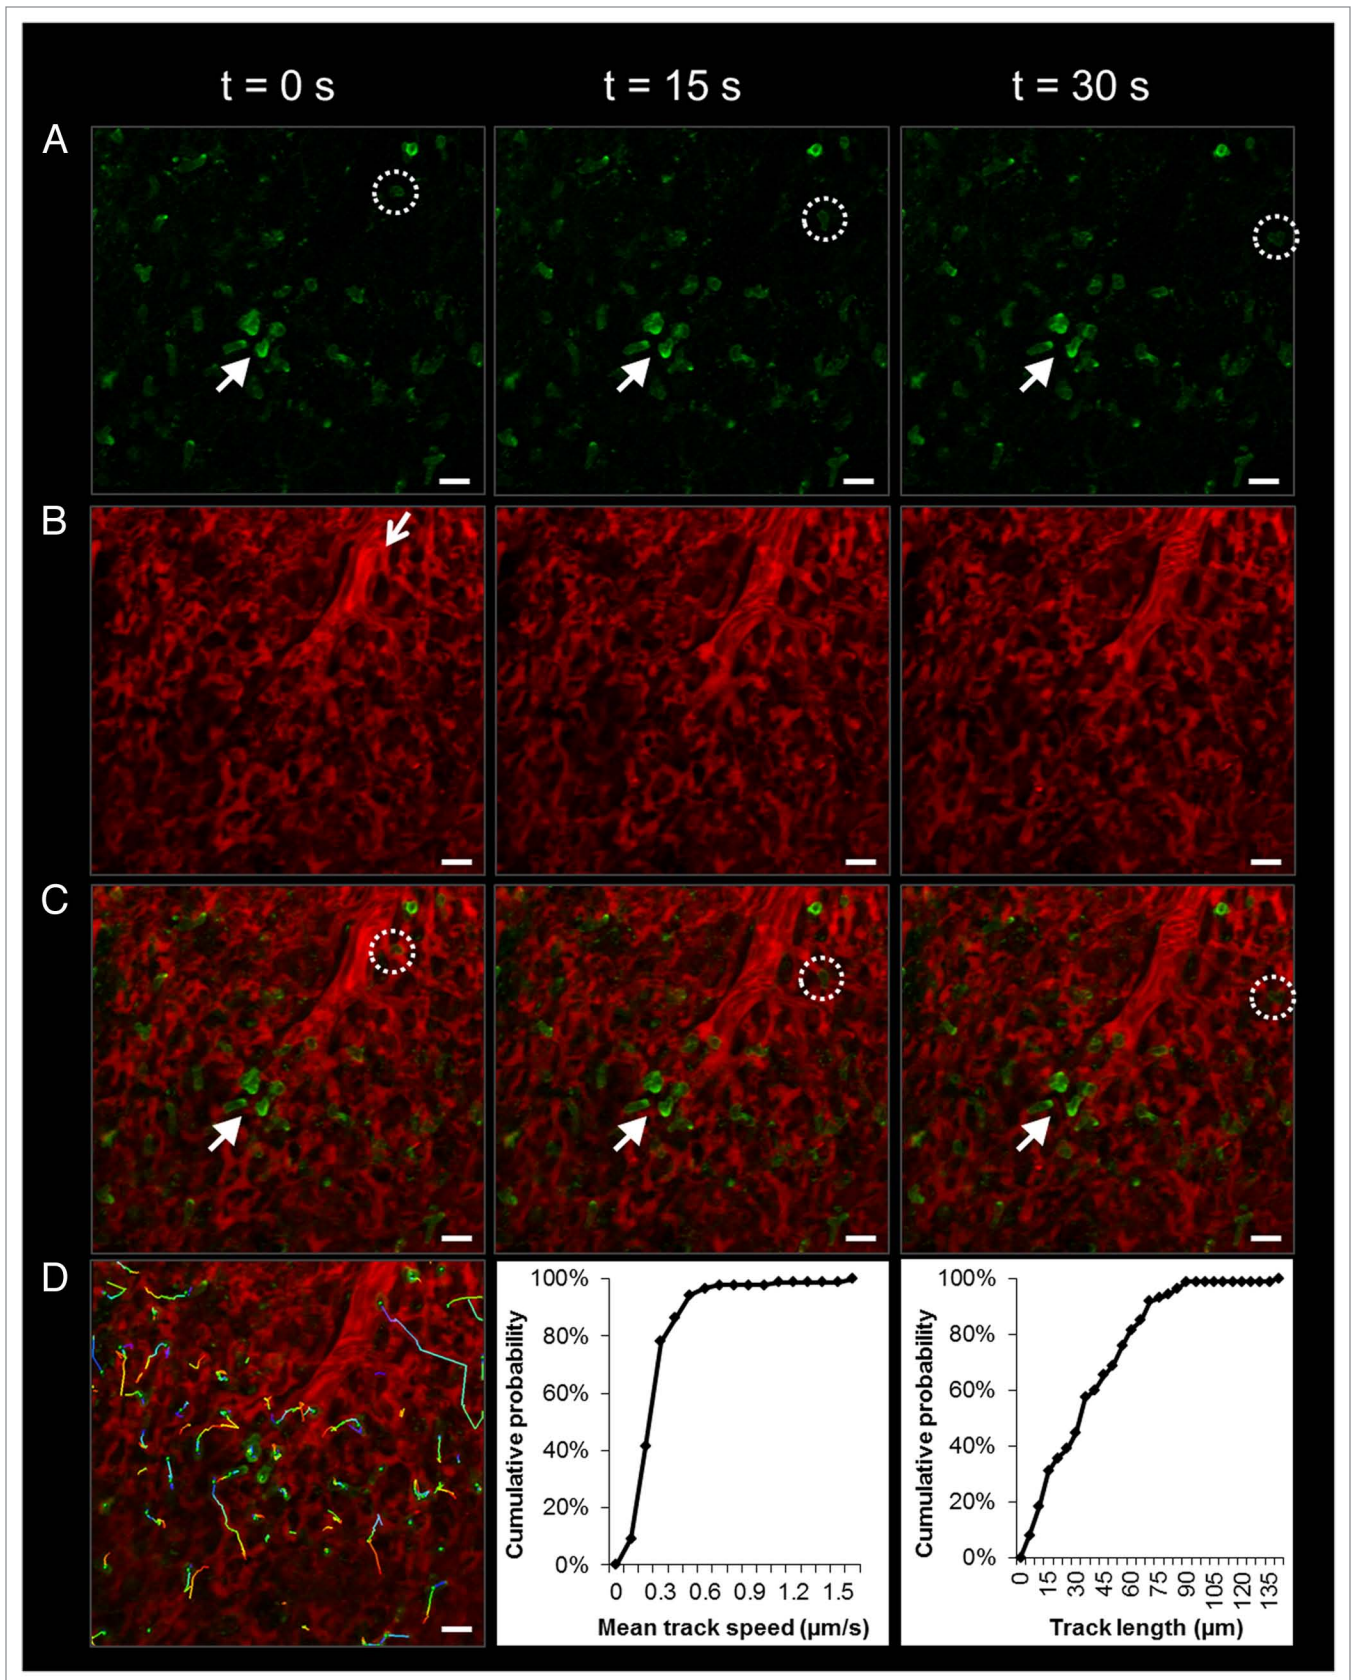 t = 0 s
t = 15 s
t = 30 s
A
B
C
D
Cumulative probability
100%
80%
60%
40%
20%
0%
0 0.3 0.6 0.9 1.2 1.5
Mean track speed (µm/s)
Cumulative probability
100%
80%
60%
40%
20%
0%
0 15 30 45 60 75 90 105 120 135
Track length (µm)